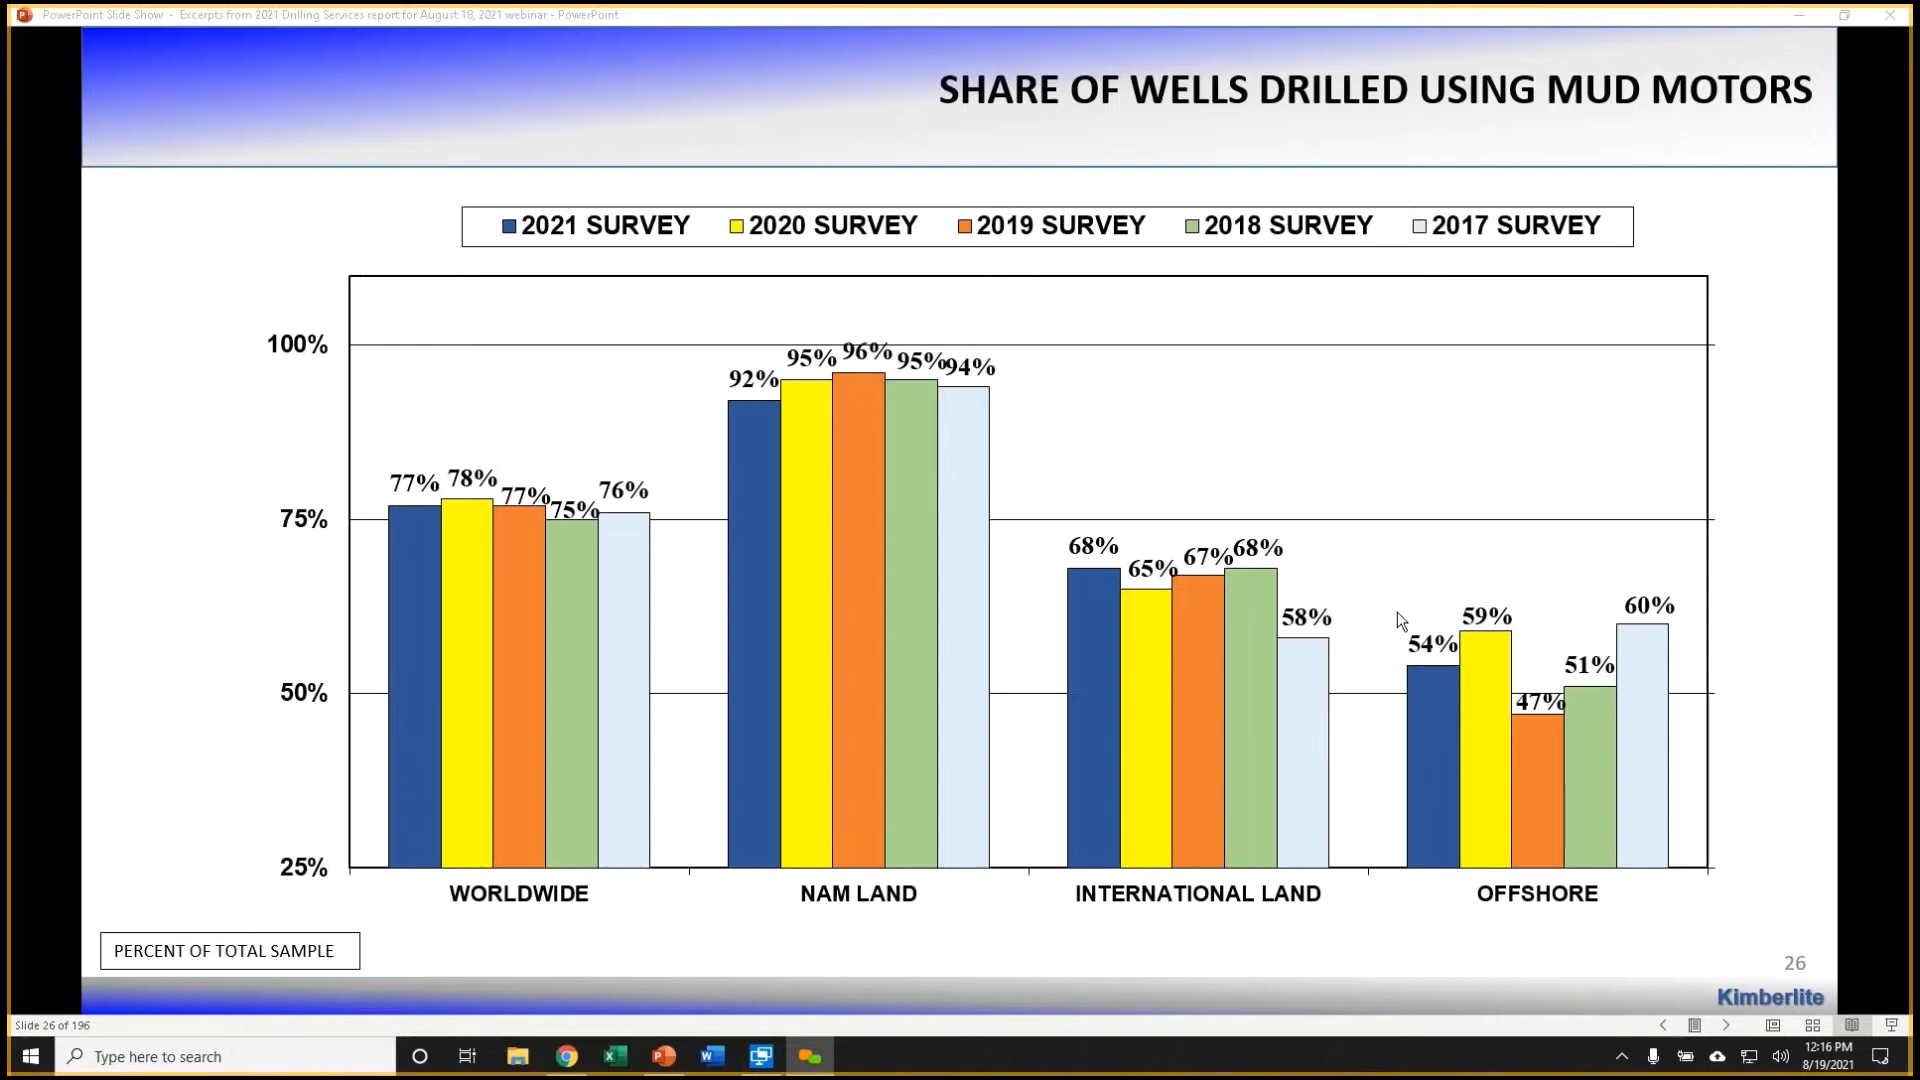 PowerPoint Slide Show - Excerpts from 2021 Drilling Services report for August 18, 2021 webinar - PowerPoint
SHARE OF WELLS DRILLED USING MUD MOTORS
2021 SURVEY 2020 SURVEY 2019 SURVEY 2018 SURVEY 2017 SURVEY
100%
75%
50%
25%
77% 78% 77% 75% 76%
92% 95% 96% 95% 94%
68% 65% 67% 68% 58%
54% 59% 47% 51% 60%
WORLDWIDE NAM LAND INTERNATIONAL LAND OFFSHORE
PERCENT OF TOTAL SAMPLE
26
Kimberlite
Slide 26 of 196
Type here to search
12:16 PM
8/19/2021